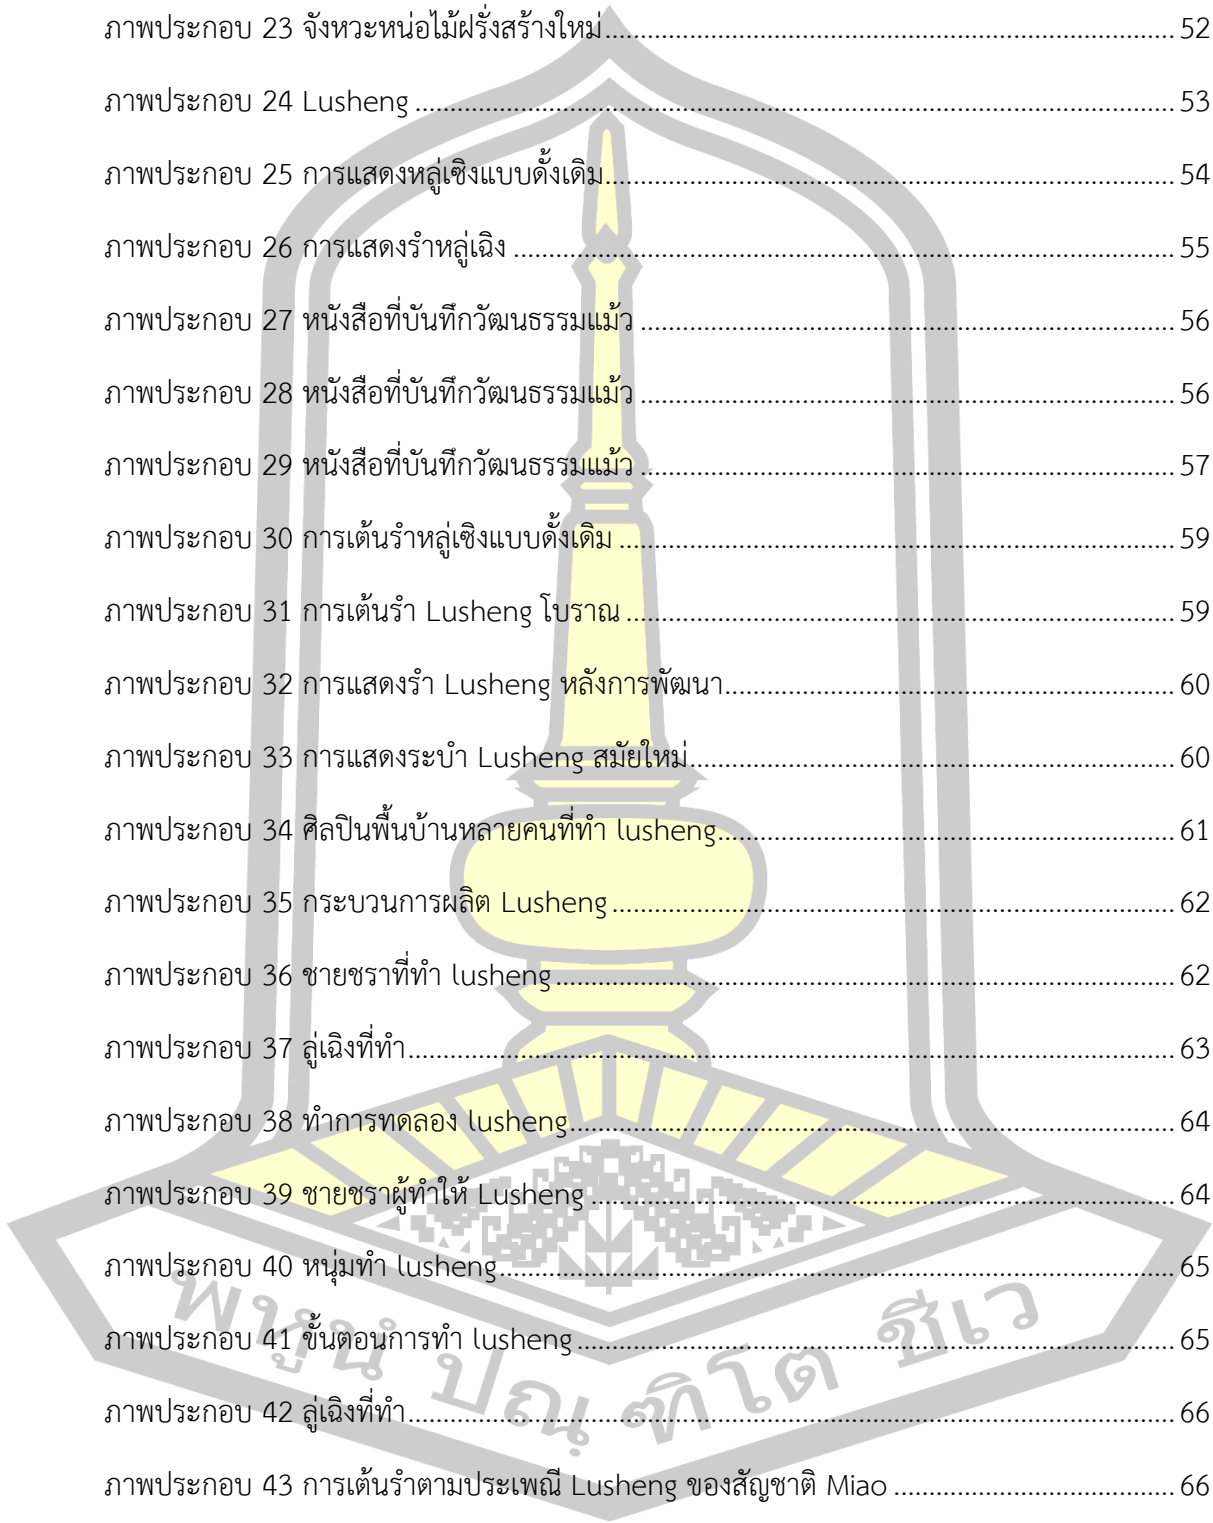 ภาพประกอบ 23 จังหวะหน่อไม้ฝรั่งสร้างใหม่ 52
ภาพประกอบ 24 Lusheng 53
ภาพประกอบ 25 การแสดงหลู่เซิงแบบดั้งเดิม 54
ภาพประกอบ 26 การแสดงรำหลู่เฉิง 55
ภาพประกอบ 27 หนังสือที่บันทึกวัฒนธรรมแม้ว 56
ภาพประกอบ 28 หนังสือที่บันทึกวัฒนธรรมแม้ว 56
ภาพประกอบ 29 หนังสือที่บันทึกวัฒนธรรมแม้ว 57
ภาพประกอบ 30 การเต้นรำหลู่เซิงแบบดั้งเดิม 59
ภาพประกอบ 31 การเต้นรำ Lusheng โบราณ 59
ภาพประกอบ 32 การแสดงรำ Lusheng หลังการพัฒนา 60
ภาพประกอบ 33 การแสดงระบำ Lusheng สมัยใหม่ 60
ภาพประกอบ 34 ศิลปินพื้นบ้านหลายคนที่ทำ lusheng 61
ภาพประกอบ 35 กระบวนการผลิต Lusheng 62
ภาพประกอบ 36 ชายชราที่ทำ lusheng 62
ภาพประกอบ 37 ลู่เฉิงที่ทำ 63
ภาพประกอบ 38 ทำการทดลอง lusheng 64
ภาพประกอบ 39 ชายชราผู้ทำให้ Lusheng 64
ภาพประกอบ 40 หนุ่มทำ lusheng 65
ภาพประกอบ 41 ขั้นตอนการทำ lusheng 65
ภาพประกอบ 42 ลู่เฉิงที่ทำ 66
ภาพประกอบ 43 การเต้นรำตามประเพณี Lusheng ของสัญชาติ Miao 66
พหูนํ ปณฺฑิโต ชีเว